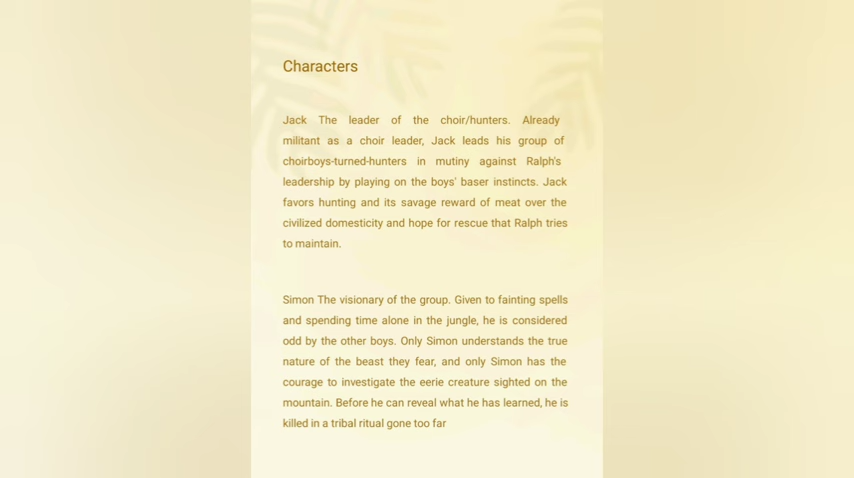 Characters
Jack The leader of the choir/hunters. Already
militant as a choir leader, Jack leads his group of
choirboys-turned-hunters in mutiny against Ralph's
leadership by playing on the boys' baser instincts. Jack
favors hunting and its savage reward of meat over the
civilized domesticity and hope for rescue that Ralph tries
to maintain.
Simon The visionary of the group. Given to fainting spells
and spending time alone in the jungle, he is considered
odd by the other boys. Only Simon understands the true
nature of the beast they fear, and only Simon has the
courage to investigate the eerie creature sighted on the
mountain. Before he can reveal what he has learned, he is
killed in a tribal ritual gone too far